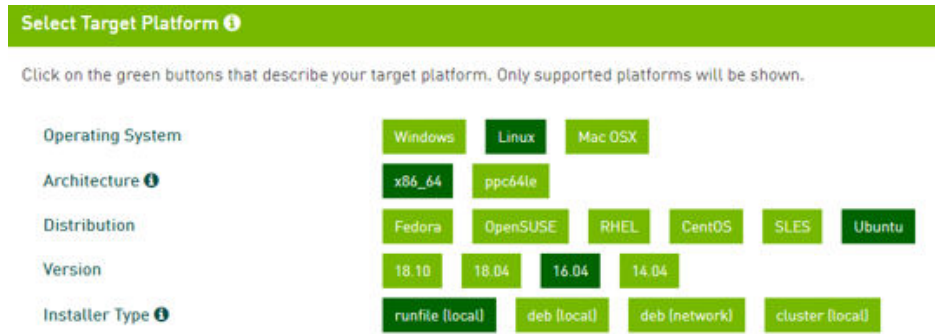 Select Target Platform
Click on the green buttons that describe your target platform. Only supported platforms will be shown.
Operating System Windows Linux Mac OSX
Architecture x86_64 ppc64le
Distribution Fedora OpenSUSE RHEL CentOS SLES Ubuntu
Version 18.10 18.04 16.04 14.04
Installer Type runfile (local) deb (local) deb (network) cluster (local)